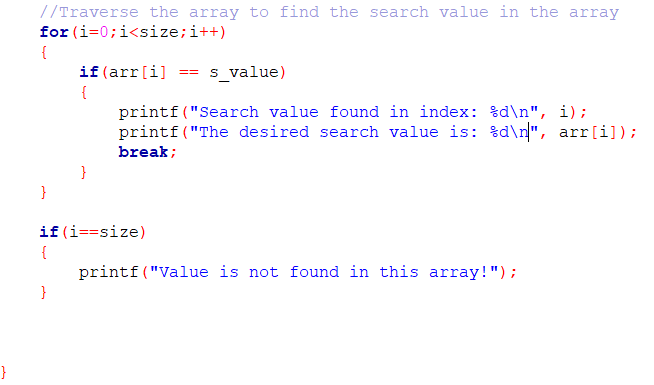 //Traverse the array to find the search value in the array
for(i=0;i<size;i++)
{
if(arr[i] == s_value)
{
printf("Search value found in index: %d\n", i);
printf("The desired search value is: %d\n", arr[i]);
break;
}
}
if(i==size)
{
printf("Value is not found in this array!");
}
}